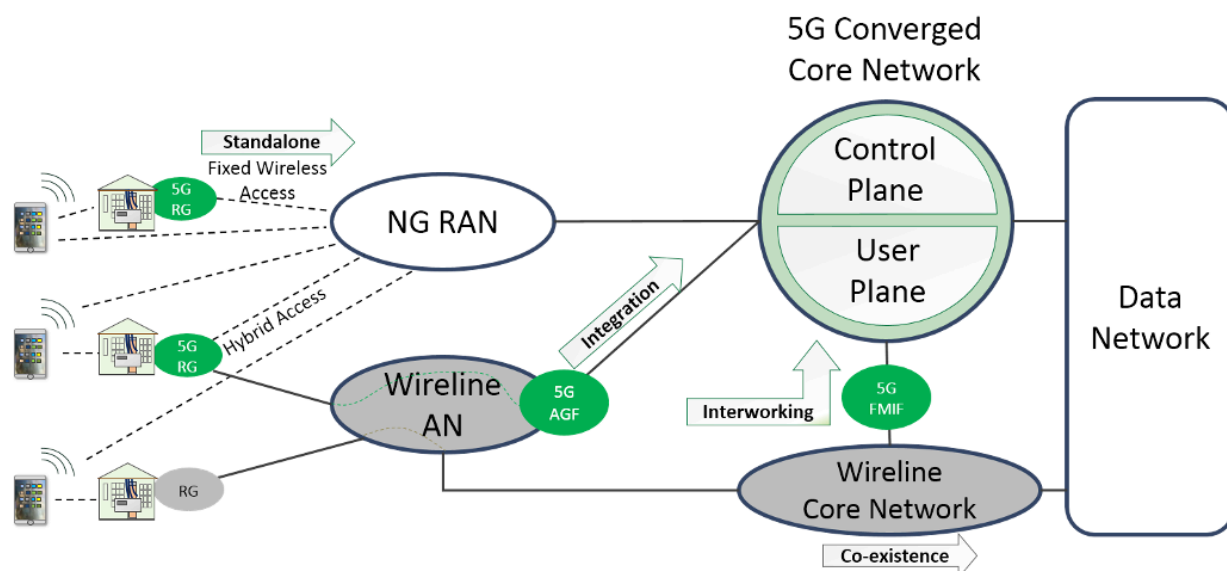 5G Converged
Core Network
Standalone
Fixed Wireless
Access
5G
RG
NG RAN
Control
Plane
User
Plane
Data
Network
Integration
Hybrid Access
5G
RG
Wireline
AN
5G
AGF
Interworking
5G
FMIF
RG
Wireline
Core Network
Co-existence